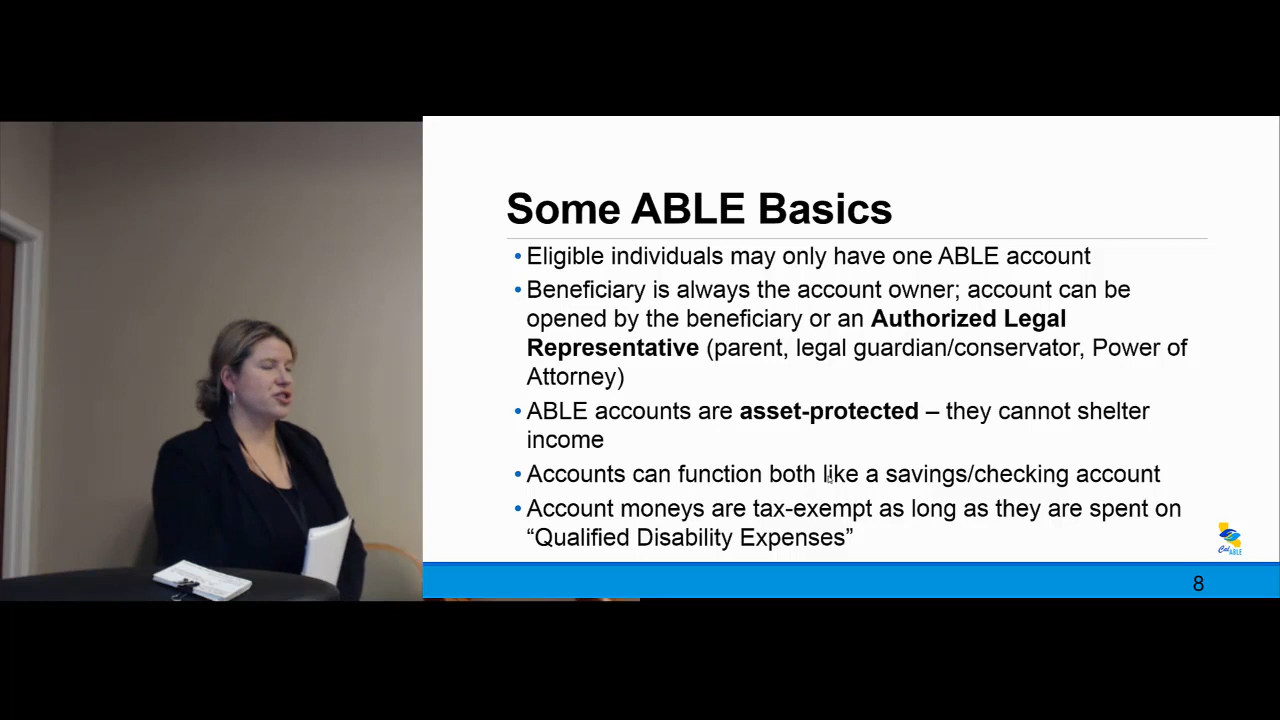 Some ABLE Basics
• Eligible individuals may only have one ABLE account
• Beneficiary is always the account owner; account can be
opened by the beneficiary or an Authorized Legal
Representative (parent, legal guardian/conservator, Power of
Attorney)
• ABLE accounts are asset-protected – they cannot shelter
income
• Accounts can function both like a savings/checking account
• Account moneys are tax-exempt as long as they are spent on
“Qualified Disability Expenses”
CalABLE
8